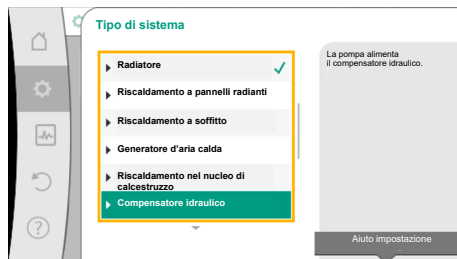 Tipo di sistema
Radiatore
Riscaldamento a pannelli radianti
Riscaldamento a soffitto
Generatore d'aria calda
Riscaldamento nel nucleo di
calcestruzzo
Compensatore idraulico
La pompa alimenta
il compensatore idraulico.
Aiuto impostazione
?